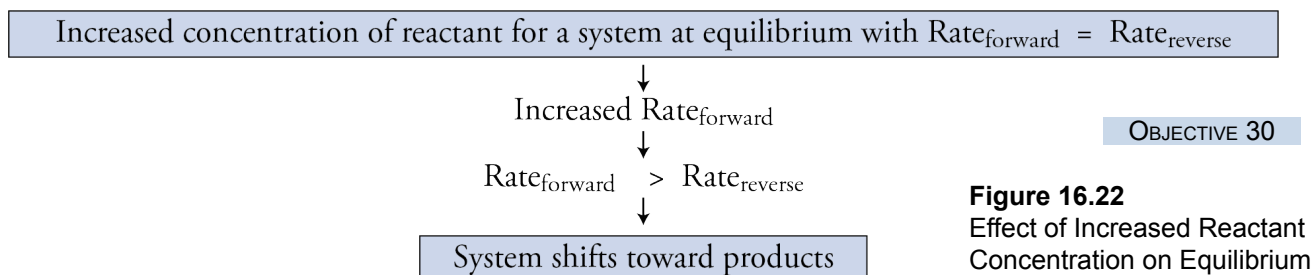 Increased concentration of reactant for a system at equilibrium with Rateforward = Ratereverse
Increased Rateforward
Rateforward > Ratereverse
System shifts toward products
OBJECTIVE 30
Figure 16.22
Effect of Increased Reactant
Concentration on Equilibrium